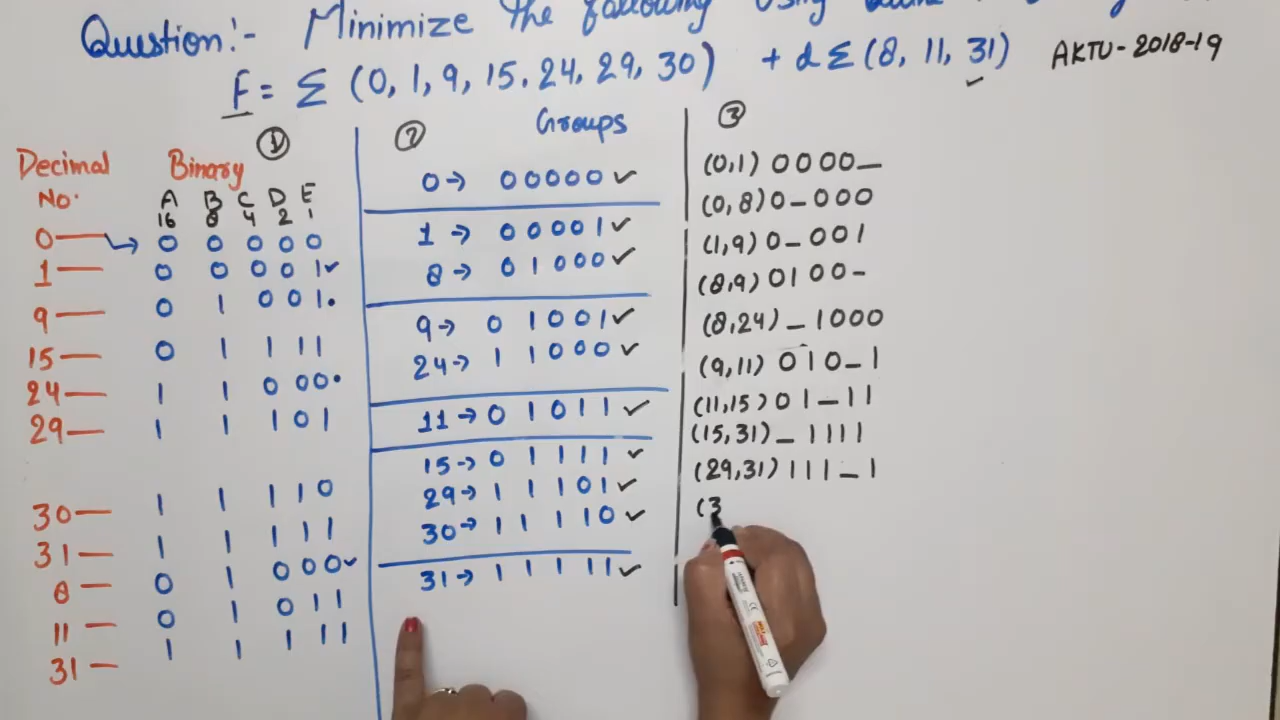 Question:- Minimize the following using
F = Σ (0, 1, 9, 15. 24, 29, 30) + d Σ (8, 11, 31) AKTU-2018-19
Decimal No.
Binary ①
A B C D E
16 8 4 2 1
0 0 0 0 0 0
1 0 0 0 0 1 ✓
9 0 1 0 0 1.
15 0 1 1 1 1
24 1 1 0 0 0.
29 1 1 1 0 1
30 1 1 1 1 0
31 1 1 1 1 1
8 0 1 0 0 0 ✓
11 0 1 0 1 1
31 1 1 1 1 1
② Groups
0 → 0 0 0 0 0 ✓
1 → 0 0 0 0 1 ✓
8 → 0 1 0 0 0 ✓
9 → 0 1 0 0 1 ✓
24 → 1 1 0 0 0 ✓
11 → 0 1 0 1 1 ✓
15 → 0 1 1 1 1 ✓
29 → 1 1 1 0 1 ✓
30 → 1 1 1 1 0 ✓
31 → 1 1 1 1 1 ✓
③
(0,1) 0 0 0 0 _
(0,8) 0 _ 0 0 0
(1,9) 0 _ 0 0 1
(8,9) 0 1 0 0 _
(8,24) _ 1 0 0 0
(9,11) 0 1 0 _ 1
(11,15) 0 1 _ 1 1
(15,31) _ 1 1 1 1
(29,31) 1 1 1 _ 1
(3